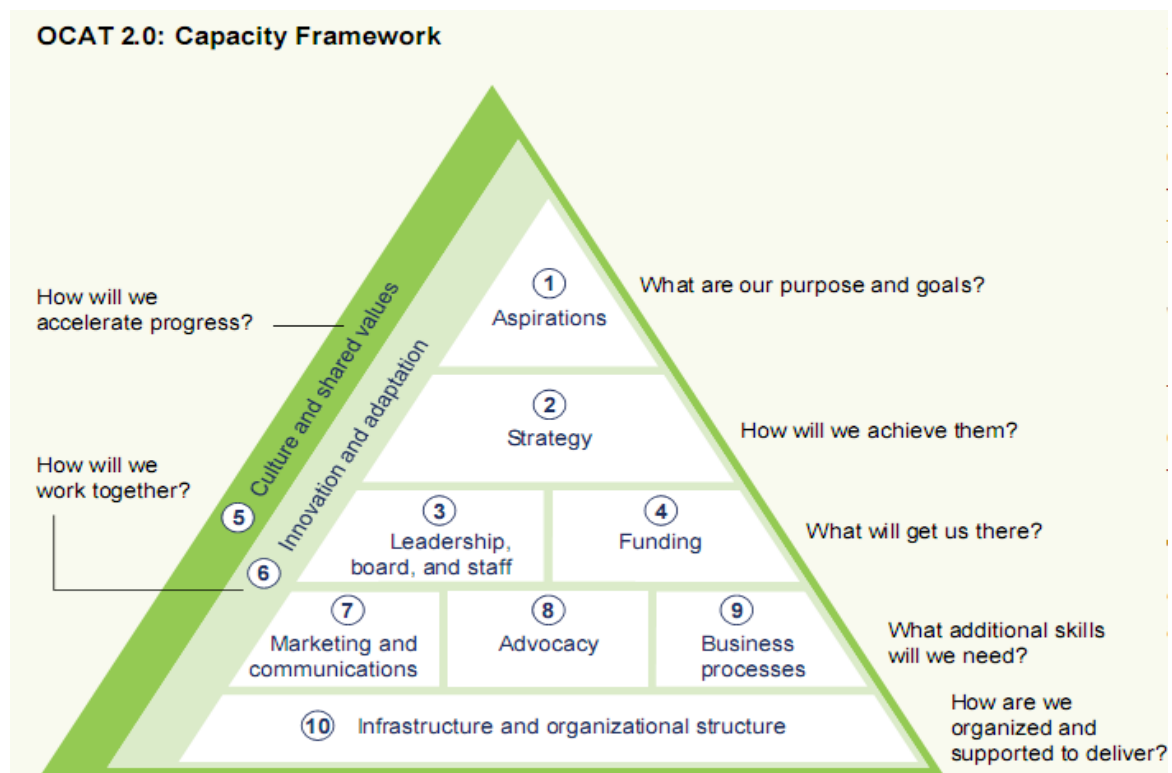 OCAT 2.0: Capacity Framework
How will we
accelerate progress?
How will we
work together?
5 Culture and shared values
6 Innovation and adaptation
1
Aspirations
What are our purpose and goals?
2
Strategy
How will we achieve them?
3
Leadership,
board, and staff
4
Funding
What will get us there?
7
Marketing and
communications
8
Advocacy
9
Business
processes
What additional skills
will we need?
10 Infrastructure and organizational structure
How are we
organized and
supported to deliver?